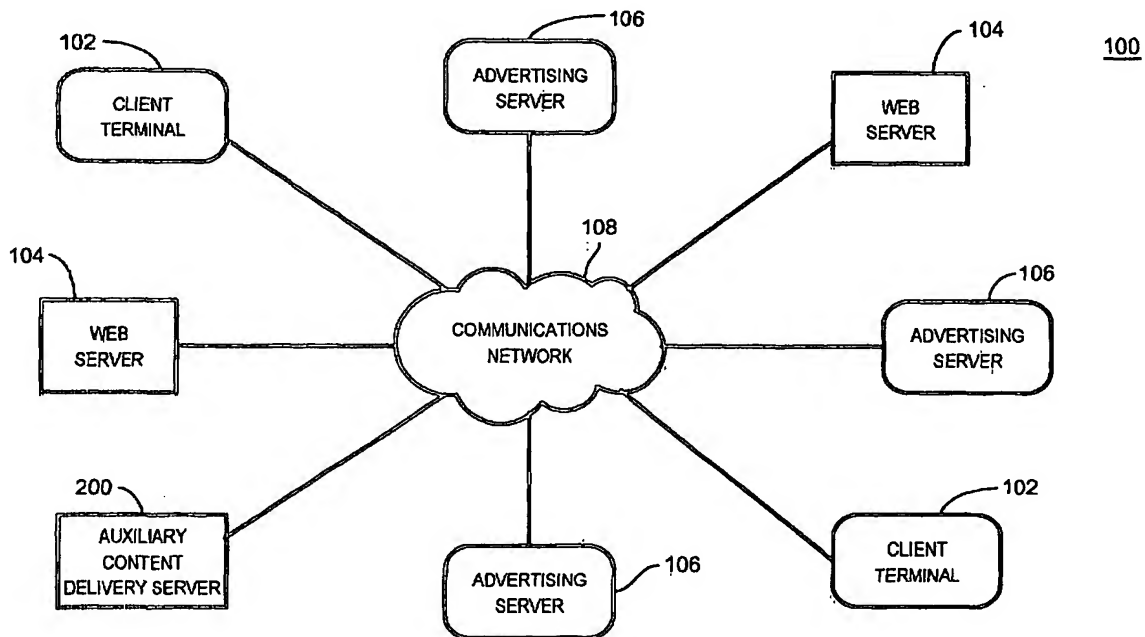 106
102
104
100
ADVERTISING
SERVER
CLIENT
TERMINAL
WEB
SERVER
108
104
106
COMMUNICATIONS
NETWORK
WEB
SERVER
ADVERTISING
SERVER
200
102
AUXILIARY
CONTENT
DELIVERY SERVER
106
ADVERTISING
SERVER
CLIENT
TERMINAL